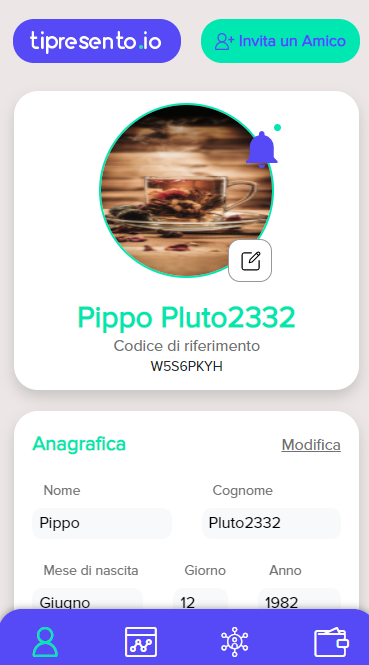 tipresento.io
Invita un Amico
Pippo Pluto2332
Codice di riferimento
W5S6PKYH
Anagrafica
Modifica
Nome
Cognome
Pippo
Pluto2332
Mese di nascita
Giorno
Anno
Giugno
12
1982